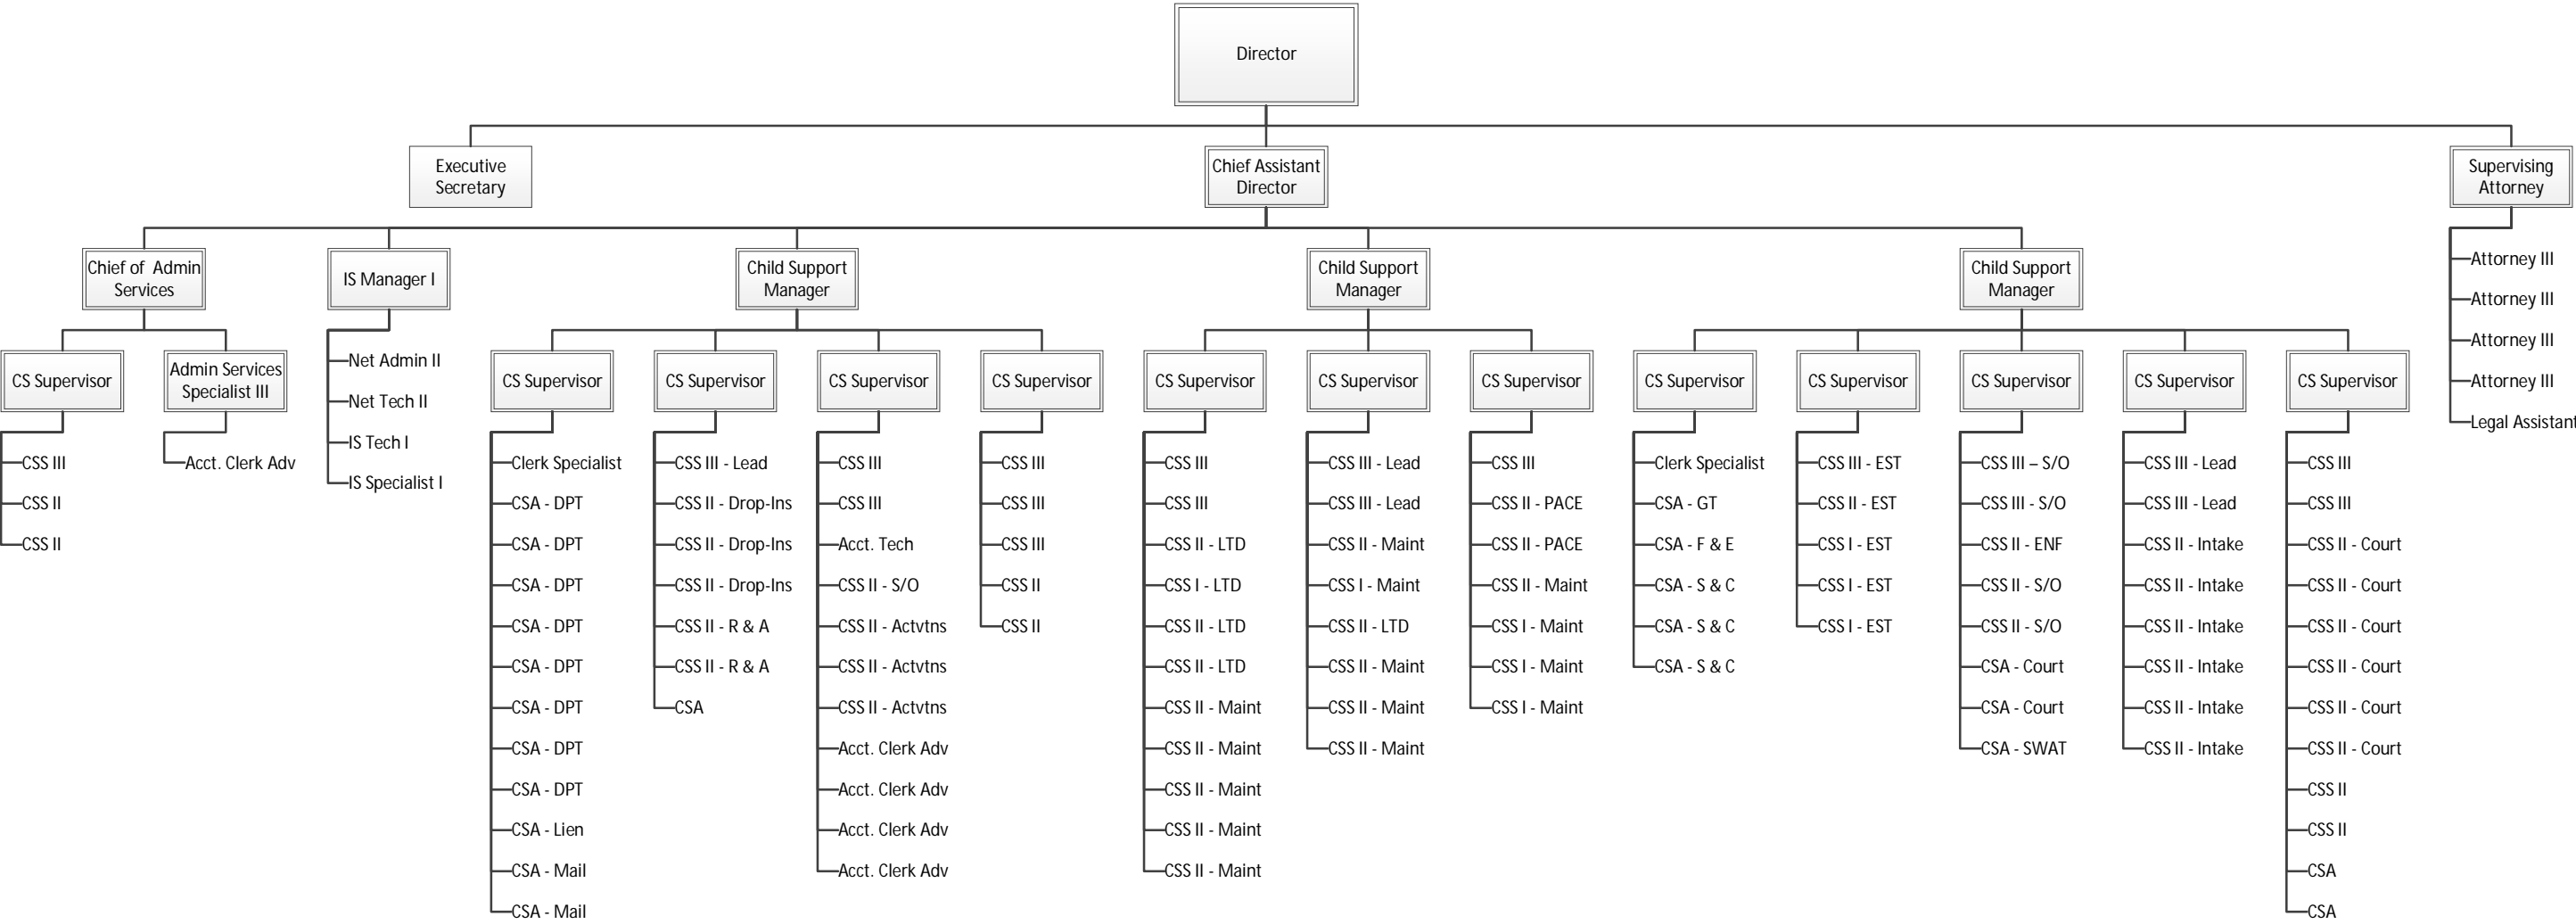 Director
Executive
Secretary
Chief Assistant
Director
Supervising
Attorney
Chief of Admin
Services
IS Manager I
Child Support
Manager
Child Support
Manager
Child Support
Manager
Attorney III
Attorney III
Attorney III
Attorney III
Legal Assistant
CS Supervisor
CSS III
CSS II
CSS II
Admin Services
Specialist III
Acct. Clerk Adv
Net Admin II
Net Tech II
IS Tech I
IS Specialist I
CS Supervisor
Clerk Specialist
CSA - DPT
CSA - DPT
CSA - DPT
CSA - DPT
CSA - DPT
CSA - DPT
CSA - DPT
CSA - DPT
CSA - Lien
CSA - Mail
CSA - Mail
CS Supervisor
CSS III - Lead
CSS II - Drop-Ins
CSS II - Drop-Ins
CSS II - Drop-Ins
CSS II - R & A
CSS II - R & A
CSA
CS Supervisor
CSS III
CSS III
Acct. Tech
CSS II - S/O
CSS II - Actvtns
CSS II - Actvtns
CSS II - Actvtns
Acct. Clerk Adv
Acct. Clerk Adv
Acct. Clerk Adv
Acct. Clerk Adv
CS Supervisor
CSS III
CSS III
CSS III
CSS II
CSS II
CS Supervisor
CSS III
CSS III
CSS II - LTD
CSS I - LTD
CSS II - LTD
CSS II - LTD
CSS II - Maint
CSS II - Maint
CSS II - Maint
CSS II - Maint
CSS II - Maint
CS Supervisor
CSS III - Lead
CSS III - Lead
CSS II - Maint
CSS I - Maint
CSS II - LTD
CSS II - Maint
CSS II - Maint
CSS II - Maint
CS Supervisor
CSS III
CSS II - PACE
CSS II - PACE
CSS II - Maint
CSS I - Maint
CSS I - Maint
CSS I - Maint
CS Supervisor
Clerk Specialist
CSA - GT
CSA - F & E
CSA - S & C
CSA - S & C
CSA - S & C
CS Supervisor
CSS III - EST
CSS II - EST
CSS I - EST
CSS I - EST
CSS I - EST
CS Supervisor
CSS III – S/O
CSS III - S/O
CSS II - ENF
CSS II - S/O
CSS II - S/O
CSA - Court
CSA - Court
CSA - SWAT
CS Supervisor
CSS III - Lead
CSS III - Lead
CSS II - Intake
CSS II - Intake
CSS II - Intake
CSS II - Intake
CSS II - Intake
CSS II - Intake
CS Supervisor
CSS III
CSS III
CSS II - Court
CSS II - Court
CSS II - Court
CSS II - Court
CSS II - Court
CSS II - Court
CSS II
CSS II
CSA
CSA